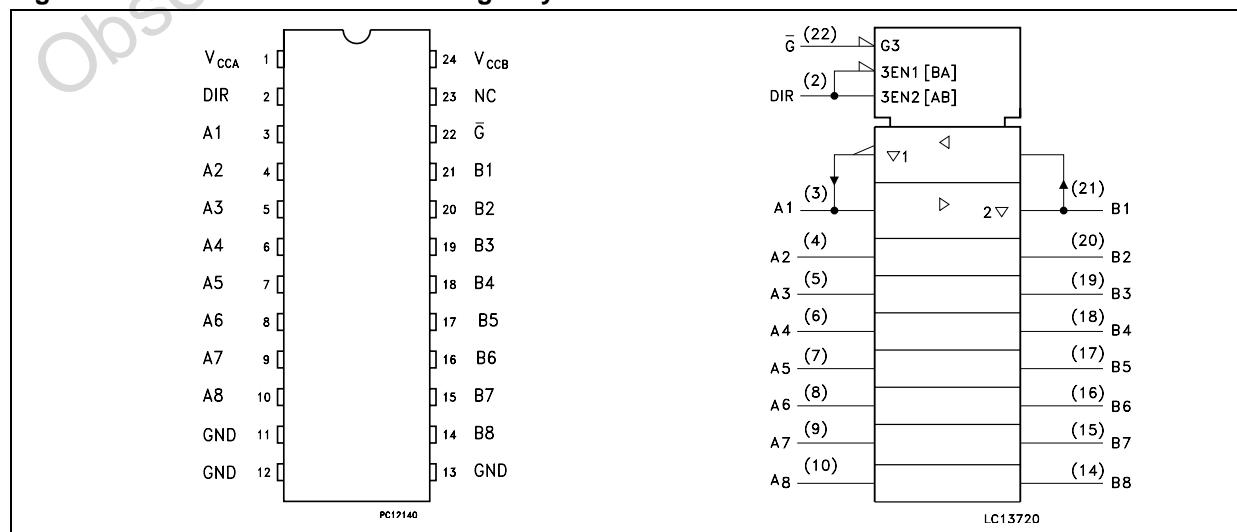 Obs
V_CCA 1 24 V_CCB
DIR 2 23 NC
A1 3 22 G̅
A2 4 21 B1
A3 5 20 B2
A4 6 19 B3
A5 7 18 B4
A6 8 17 B5
A7 9 16 B6
A8 10 15 B7
GND 11 14 B8
GND 12 13 GND
PC12140
G̅ (22) G3
3EN1 [BA]
DIR (2) 3EN2 [AB]
1
A1 (3) 2 (21) B1
A2 (4) (20) B2
A3 (5) (19) B3
A4 (6) (18) B4
A5 (7) (17) B5
A6 (8) (16) B6
A7 (9) (15) B7
A8 (10) (14) B8
LC13720